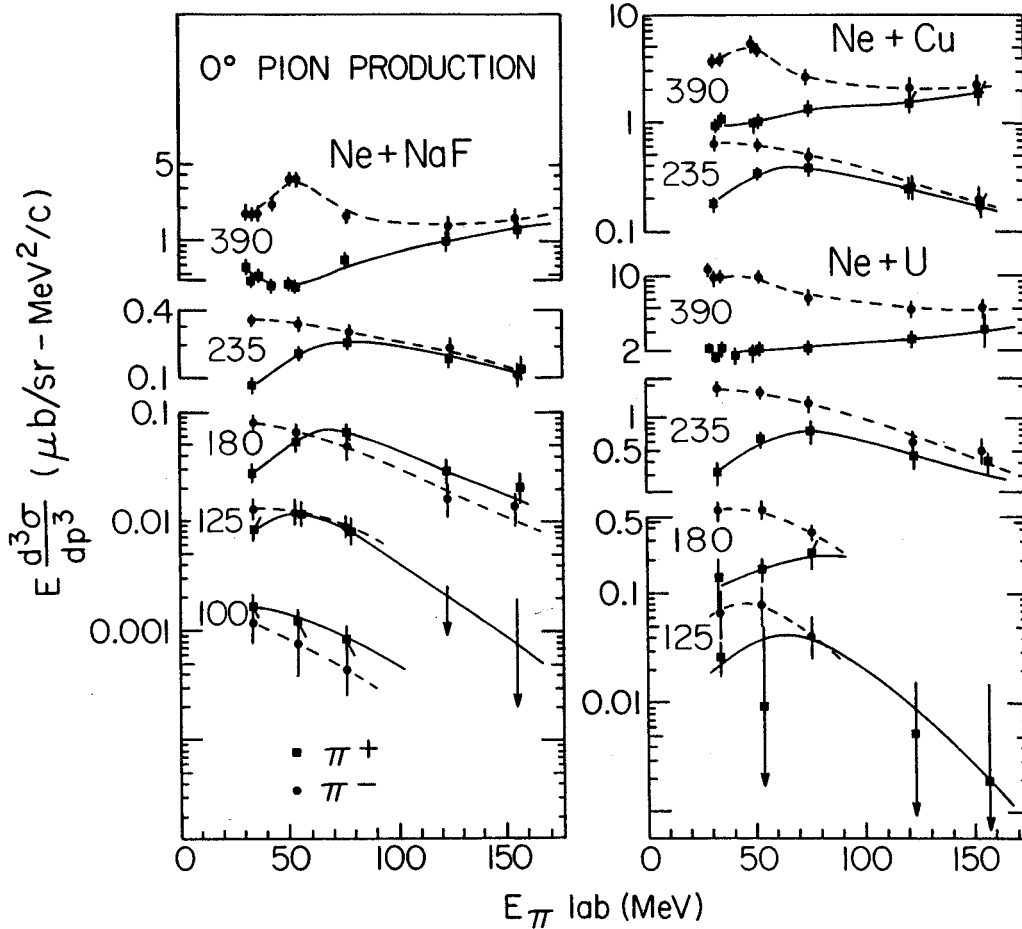 0° PION PRODUCTION
Ne+NaF
5
1
390
0.4
235
0.1
0.1
180
0.01
125
0.001
100
π+
π−
0 50 100 150
E d³σ/dp³ (μb/sr−MeV²/c)
Ne+Cu
10
390
1
235
0.1
Ne+U
10
390
2
235
1
0.5
0.5
180
0.1
125
0.01
0 50 100 150
Eπ lab (MeV)